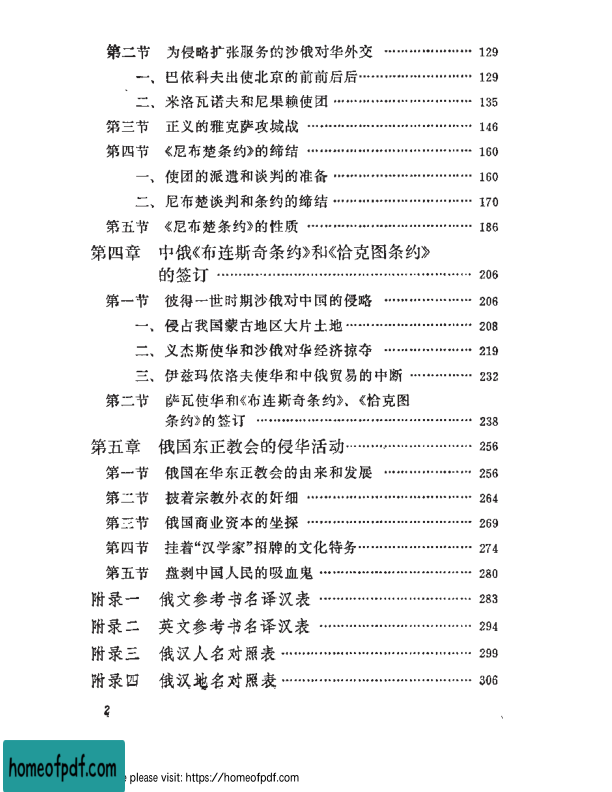 第二节 为侵略扩张服务的沙俄对华外交 …………………… 129
一、巴依科夫出使北京的前前后后…………………………… 129
二、米洛瓦诺夫和尼果赖使团 ……………………………… 135
第三节 正义的雅克萨攻城战 ………………………………… 146
第四节 《尼布楚条约》的缔结 ………………………………… 160
一、使团的派遣和谈判的准备 ……………………………… 160
二、尼布楚谈判和条约的缔结 ……………………………… 170
第五节 《尼布楚条约》的性质 ………………………………… 186
第四章 中俄《布连斯奇条约》和《恰克图条约》
的签订 …………………………………………………… 206
第一节 彼得一世时期沙俄对中国的侵略 ………………… 206
一、侵占我国蒙古地区大片土地…………………………… 208
二、义杰斯使华和沙俄对华经济掠夺 ……………………… 219
三、伊兹玛依洛夫使华和中俄贸易的中断 ………………… 232
第二节 萨瓦使华和《布连斯奇条约》、《恰克图
条约》的签订 ………………………………………… 238
第五章 俄国东正教会的侵华活动………………………… 256
第一节 俄国在华东正教会的由来和发展 ………………… 256
第二节 披着宗教外衣的奸细 ……………………………… 264
第三节 俄国商业资本的坐探 ……………………………… 269
第四节 挂着“汉学家”招牌的文化特务…………………… 274
第五节 盘剥中国人民的吸血鬼 …………………………… 280
附录一 俄文参考书名译汉表 ……………………………… 283
附录二 英文参考书名译汉表 ……………………………… 294
附录三 俄汉人名对照表 …………………………………… 299
附录四 俄汉地名对照表 …………………………………… 306
2
homeofpdf.com
e please visit: https://homeofpdf.com